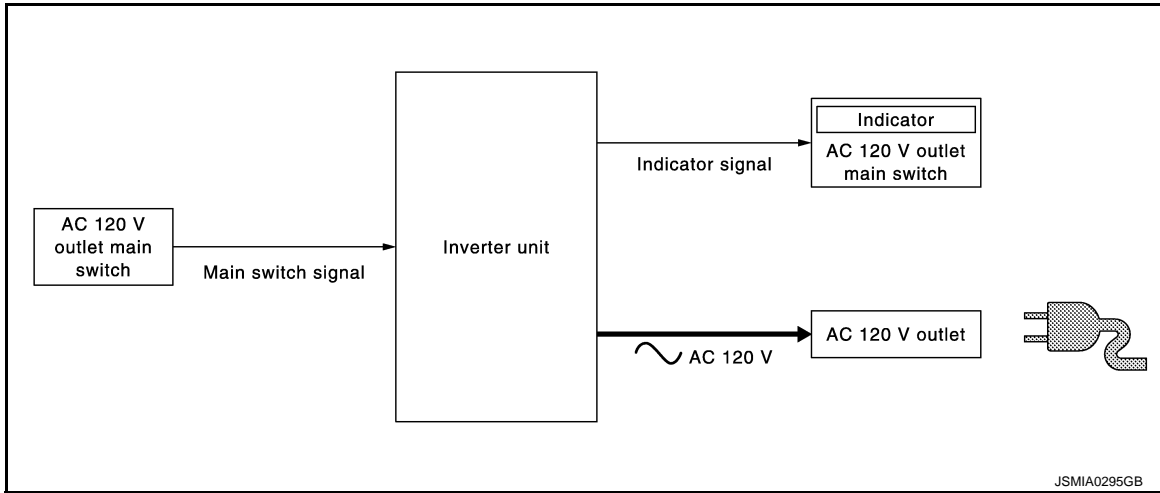 AC 120 V
outlet main
switch
Main switch signal
Inverter unit
Indicator signal
Indicator
AC 120 V outlet
main switch
AC 120 V
AC 120 V outlet
JSMIA0295GB